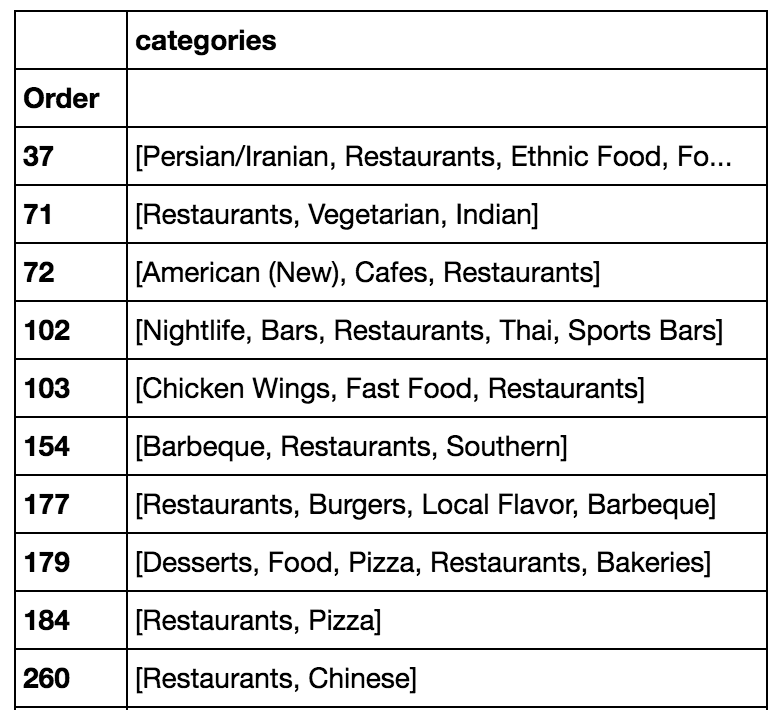 categories
Order
37 [Persian/Iranian, Restaurants, Ethnic Food, Fo...
71 [Restaurants, Vegetarian, Indian]
72 [American (New), Cafes, Restaurants]
102 [Nightlife, Bars, Restaurants, Thai, Sports Bars]
103 [Chicken Wings, Fast Food, Restaurants]
154 [Barbeque, Restaurants, Southern]
177 [Restaurants, Burgers, Local Flavor, Barbeque]
179 [Desserts, Food, Pizza, Restaurants, Bakeries]
184 [Restaurants, Pizza]
260 [Restaurants, Chinese]